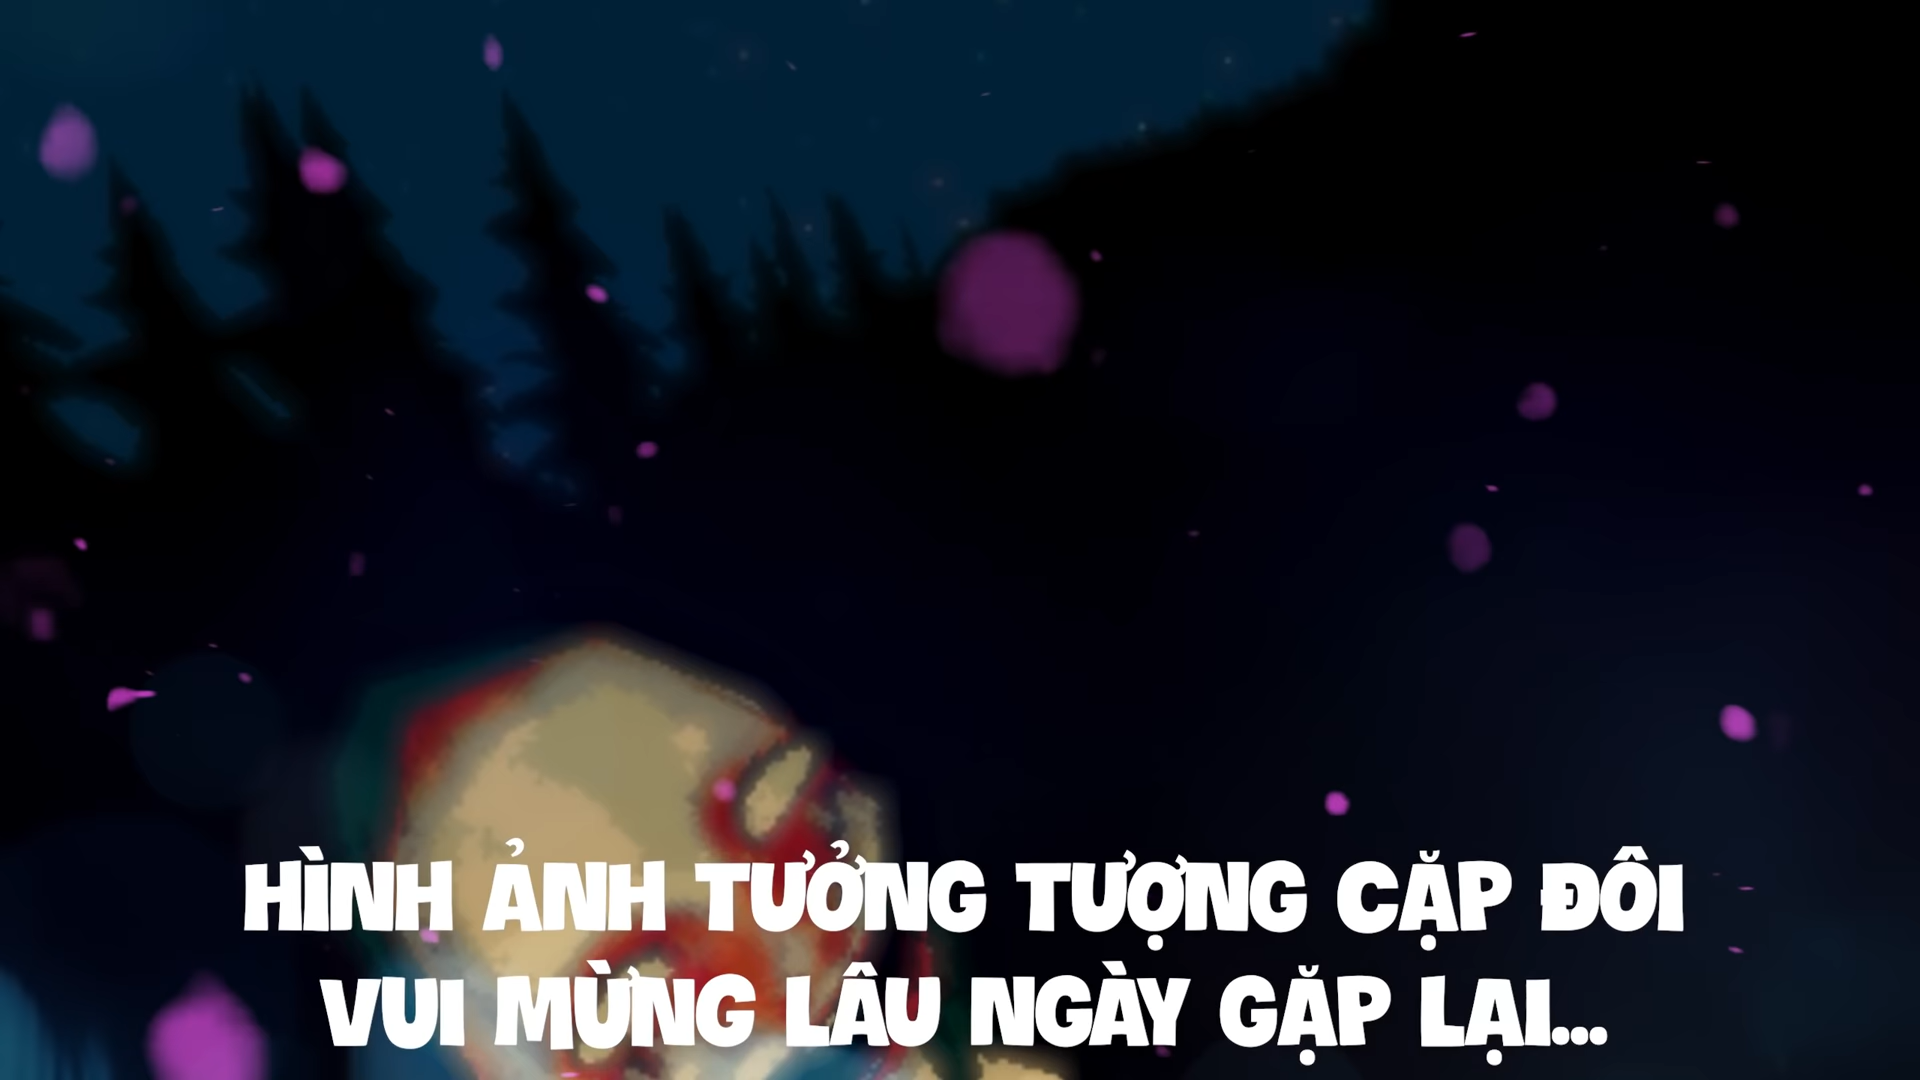 HÌNH ẢNH TƯỞNG TƯỢNG CẶP ĐÔI
VUI MỪNG LÂU NGÀY GẶP LẠI...